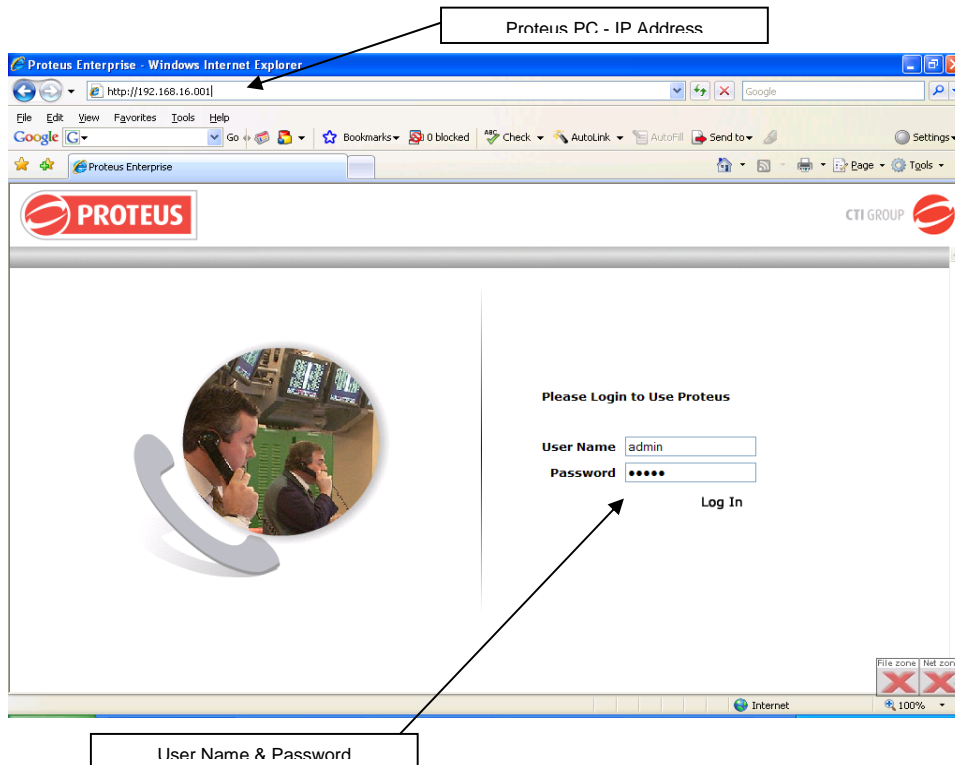 Proteus PC - IP Address
Proteus Enterprise - Windows Internet Explorer
http://192.168.16.001
Google
File Edit View Favorites Tools Help
Google G Go Bookmarks 0 blocked ABC Check AutoLink AutoFill Send to Settings
Proteus Enterprise Page Tools
PROTEUS CTI GROUP
Please Login to Use Proteus
User Name admin
Password •••••
Log In
File zone Net zon
Internet 100%
User Name & Password